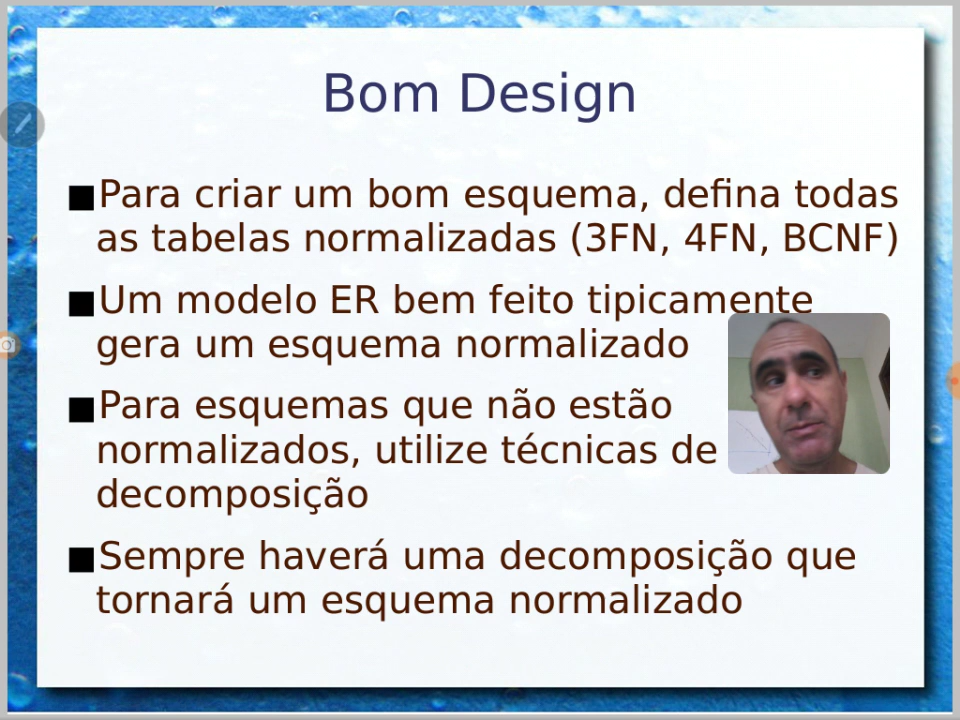 Bom Design
■Para criar um bom esquema, defina todas
as tabelas normalizadas (3FN, 4FN, BCNF)
■Um modelo ER bem feito tipicamente
gera um esquema normalizado
■Para esquemas que não estão
normalizados, utilize técnicas de
decomposição
■Sempre haverá uma decomposição que
tornará um esquema normalizado